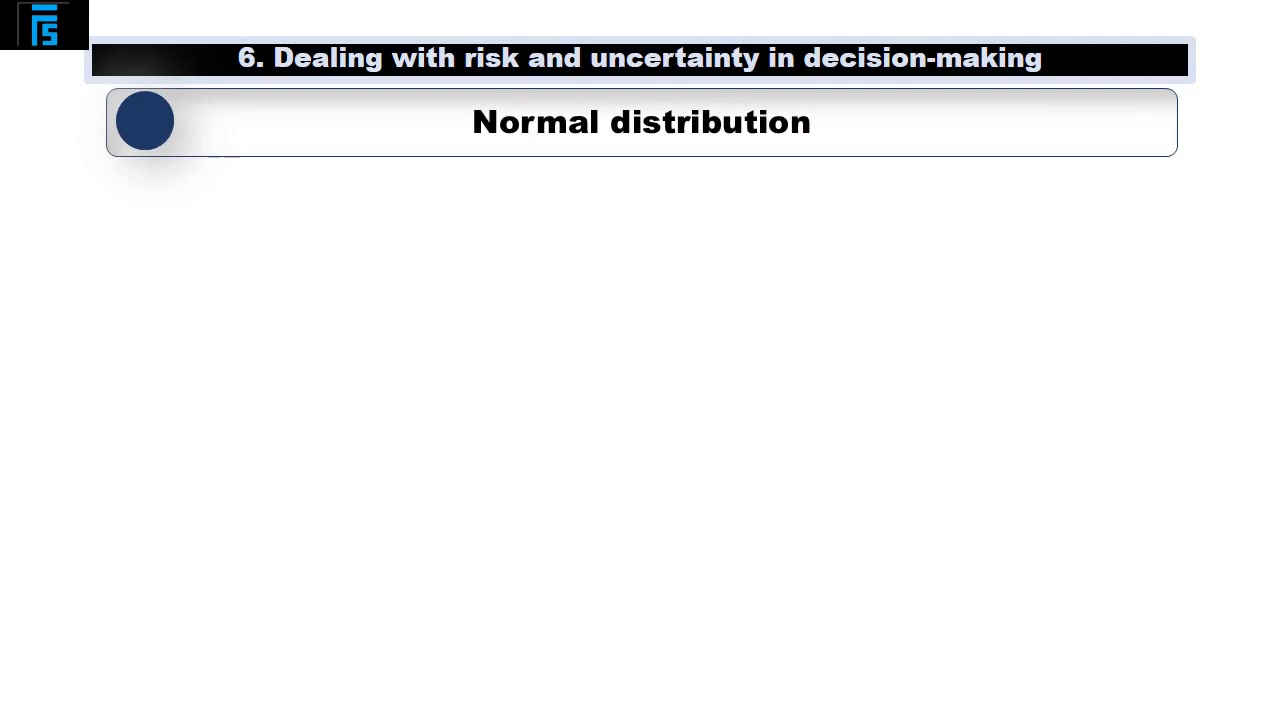 6. Dealing with risk and uncertainty in decision-making
Normal distribution